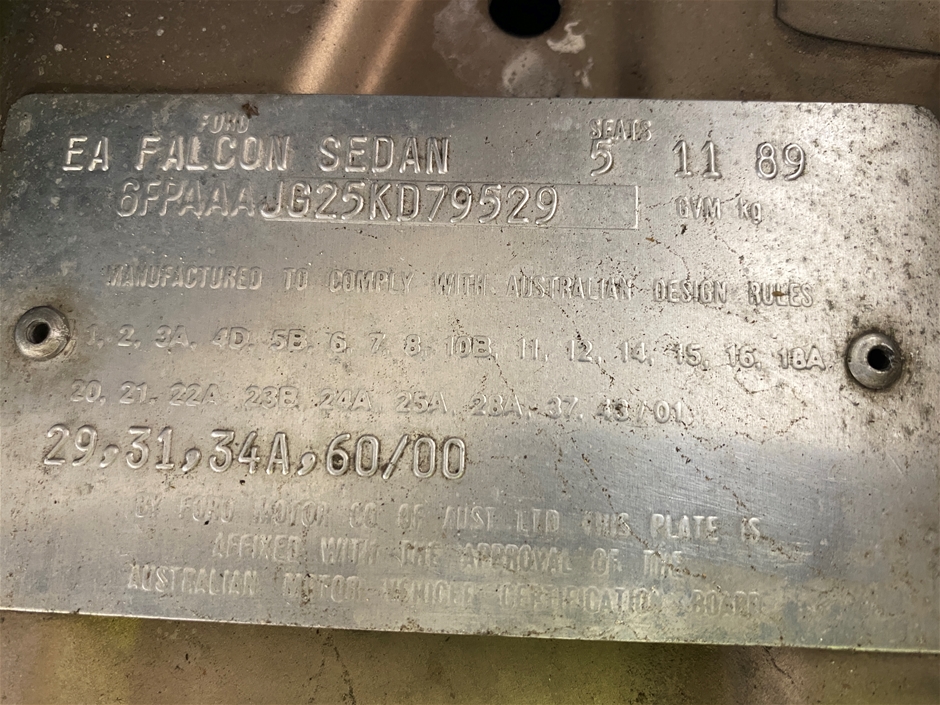 FORD SEATS
EA FALCON SEDAN 5 11 89
6FPAAAJG25KD79529 GVM kg
MANUFACTURED TO COMPLY WITH AUSTRALIAN DESIGN RULES
1, 2, 3A, 4D, 5B, 6, 7, 8, 10B, 11, 12, 14, 15, 16, 18A
20, 21, 22A, 23B, 24A, 25A, 28A, 37, 43/01
29,31,34A,60/00
BY FORD MOTOR CO OF AUST LTD THIS PLATE IS
AFFIXED WITH THE APPROVAL OF THE
AUSTRALIAN MOTOR VEHICLE CERTIFICATION BOARD